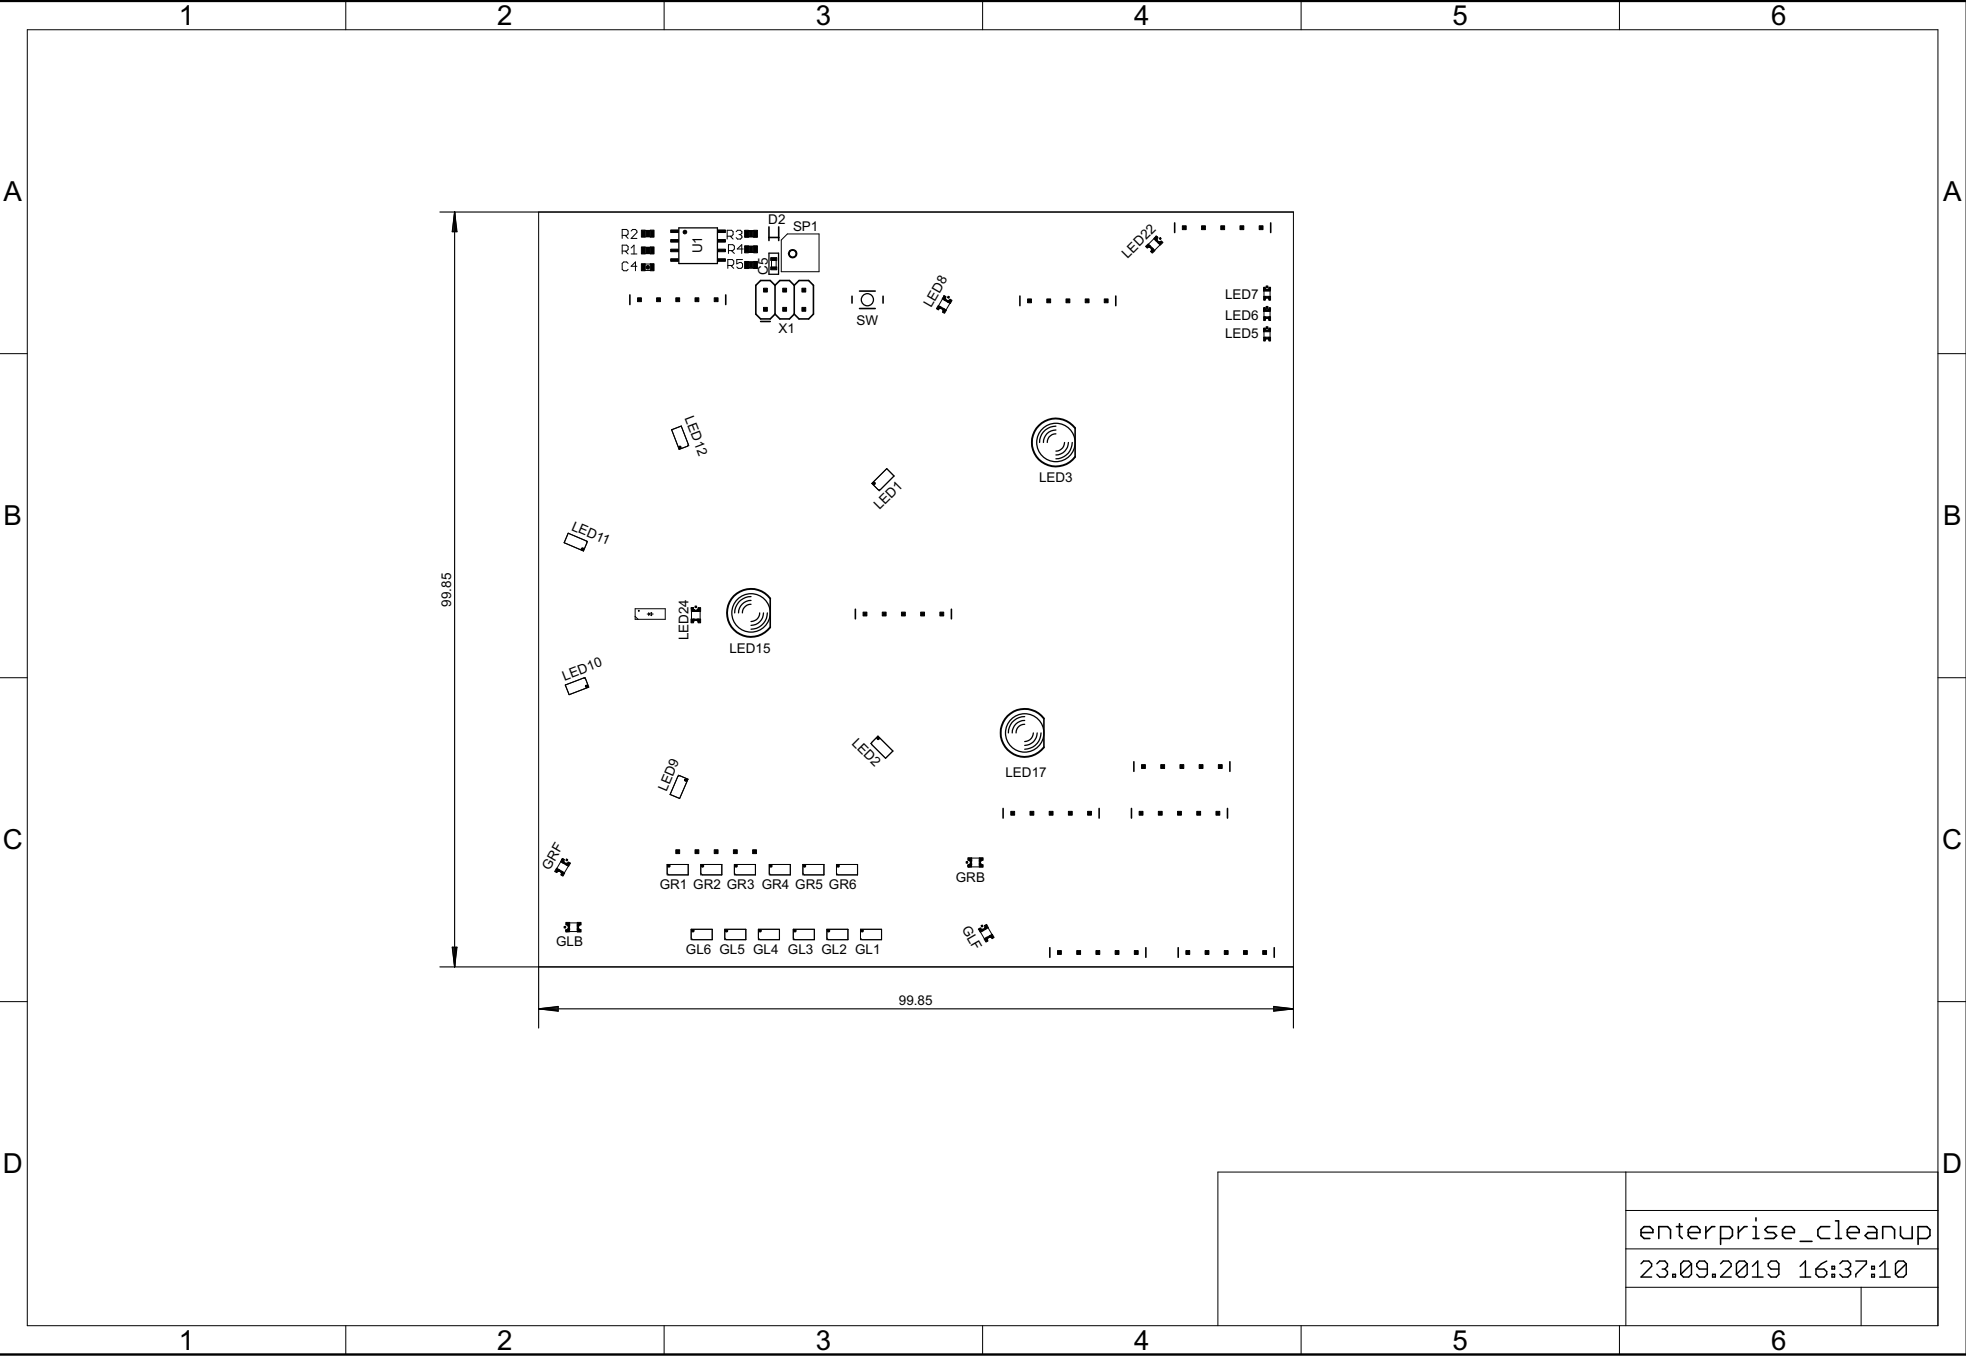 1 2 3 4 5 6
A A
D2
SP1
R2 U1 R3
R1 R4
C4 R5 C5
LED22
LED8
LED7
LED6
LED5
X1
SW
LED12
LED3
LED1
B B
LED11
99.85
LED24
LED15
LED10
LED2
LED17
LED9
C C
GRF
GR1 GR2 GR3 GR4 GR5 GR6
GRB
GLB
GLF
GL6 GL5 GL4 GL3 GL2 GL1
99.85
D D
enterprise_cleanup
23.09.2019 16:37:10
1 2 3 4 5 6